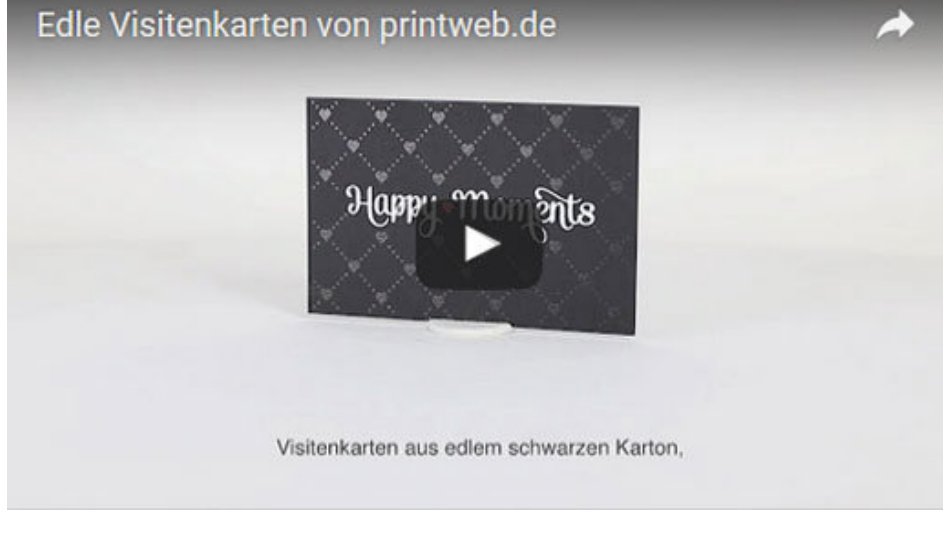 Edle Visitenkarten von printweb.de
Happy Moments
Visitenkarten aus edlem schwarzen Karton,